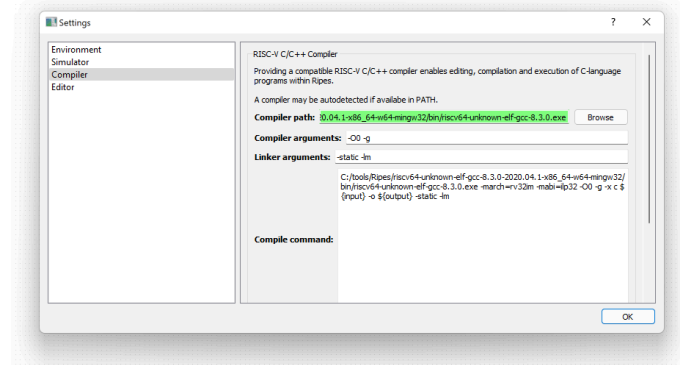 Settings
?
Environment
Simulator
Compiler
Editor
RISC-V C/C++ Compiler
Providing a compatible RISC-V C/C++ compiler enables editing, compilation and execution of C-language
programs within Ripes.
A compiler may be autodetected if availabe in PATH.
Compiler path: 20.04.1-x86_64-w64-mingw32/bin/riscv64-unknown-elf-gcc-8.3.0.exe Browse
Compiler arguments: -O0 -g
Linker arguments: -static -lm
C:/tools/Ripes/riscv64-unknown-elf-gcc-8.3.0-2020.04.1-x86_64-w64-mingw32/
bin/riscv64-unknown-elf-gcc-8.3.0.exe -march=rv32im -mabi=ilp32 -O0 -g -x c $
{input} -o ${output} -static -lm
Compile command:
OK